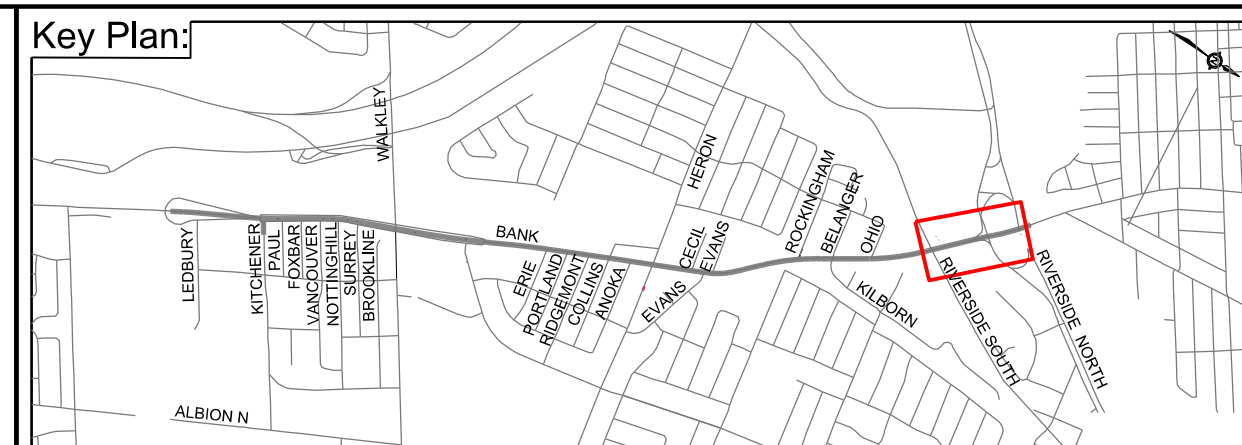 Key Plan:
WALKLEY
HERON
ROCKINGHAM
BELANGER
OHIO
BANK
CECIL
EVANS
LEDBURY
KITCHENER
PAUL
FOXBAR
VANCOUVER
NOTTINGHILL
SURREY
BROOKLINE
ERIE
PORTLAND
RIDGEMONT
COLLINS
ANOKA
EVANS
KILBORN
RIVERSIDE SOUTH
RIVERSIDE NORTH
ALBION N